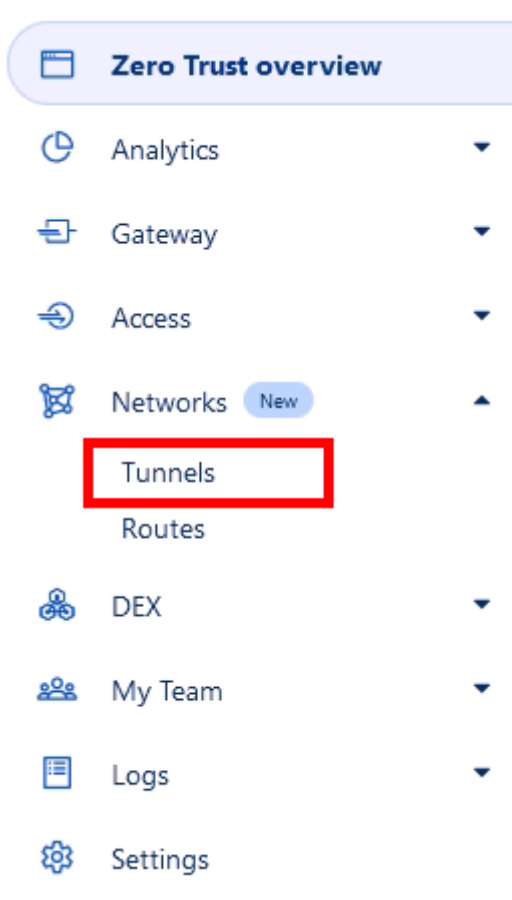 Zero Trust overview
Analytics
Gateway
Access
Networks New
Tunnels
Routes
DEX
My Team
Logs
Settings